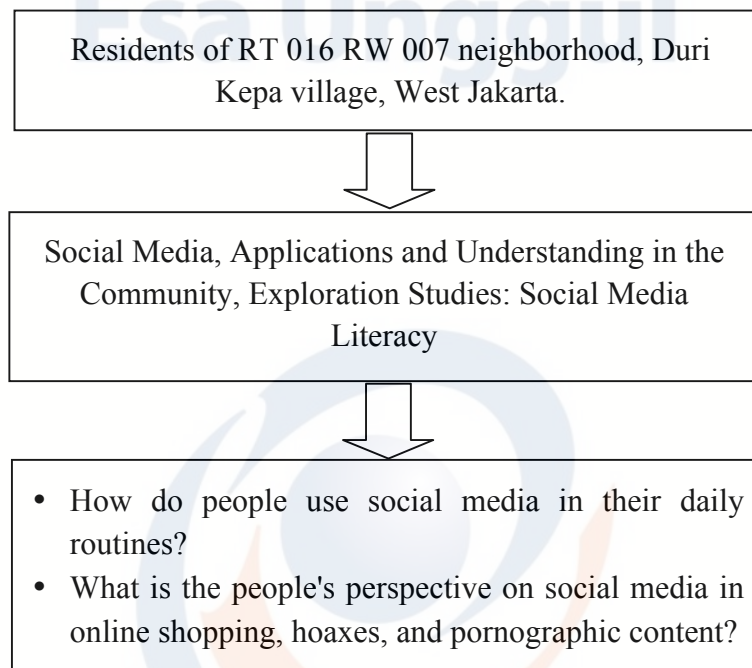 Esa Unggul
Residents of RT 016 RW 007 neighborhood, Duri
Kepa village, West Jakarta.
Social Media, Applications and Understanding in the
Community, Exploration Studies: Social Media
Literacy
• How do people use social media in their daily
routines?
• What is the people's perspective on social media in
online shopping, hoaxes, and pornographic content?